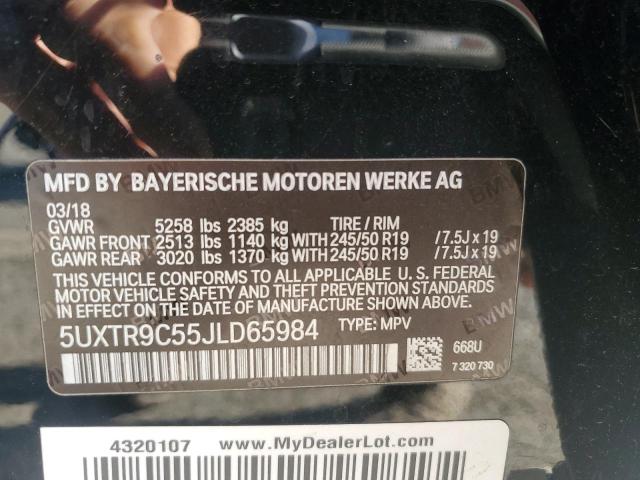 MFD BY BAYERISCHE MOTOREN WERKE AG
03/18
GVWR 5258 lbs 2385 kg TIRE / RIM
GAWR FRONT 2513 lbs 1140 kg WITH 245/50 R19 / 7.5J x 19
GAWR REAR 3020 lbs 1370 kg WITH 245/50 R19 / 7.5J x 19
THIS VEHICLE CONFORMS TO ALL APPLICABLE U. S. FEDERAL
MOTOR VEHICLE SAFETY AND THEFT PREVENTION STANDARDS
IN EFFECT ON THE DATE OF MANUFACTURE SHOWN ABOVE
5UXTR9C55JLD65984 TYPE: MPV
668U
7 320 730
BMW
4320107 www.MyDealerLot.com